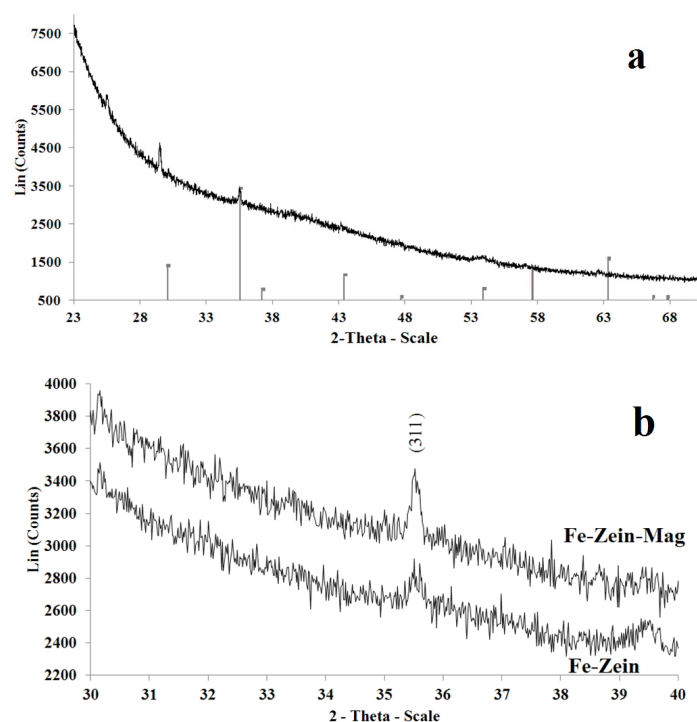 a
7500
6500
5500
4500
3500
2500
1500
500
Lin (Counts)
23 28 33 38 43 48 53 58 63 68
2-Theta - Scale
b
4000
3800
3600
3400
3200
3000
2800
2600
2400
2200
Lin (Counts)
(311)
Fe-Zein-Mag
Fe-Zein
30 31 32 33 34 35 36 37 38 39 40
2 - Theta - Scale